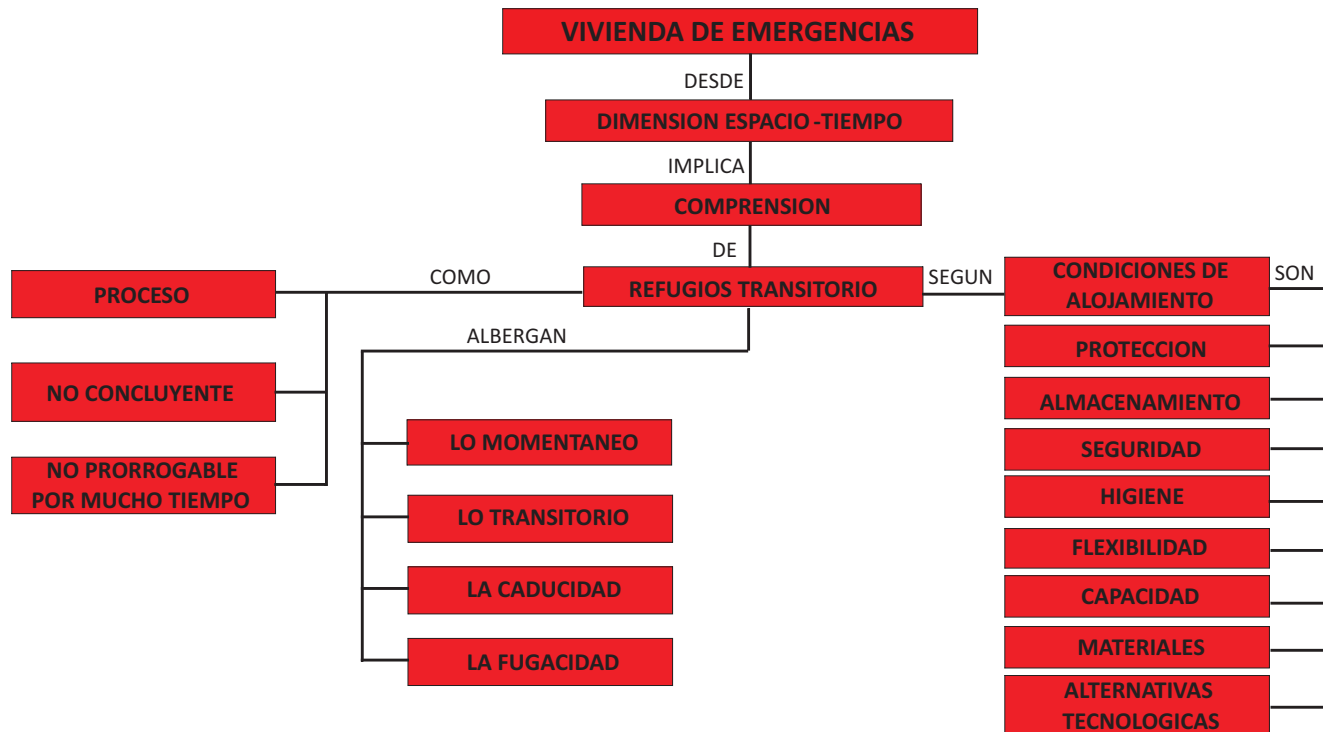 VIVIENDA DE EMERGENCIAS
DESDE
DIMENSION ESPACIO -TIEMPO
IMPLICA
COMPRENSION
DE
REFUGIOS TRANSITORIO
COMO
PROCESO
NO CONCLUYENTE
NO PRORROGABLE
POR MUCHO TIEMPO
ALBERGAN
LO MOMENTANEO
LO TRANSITORIO
LA CADUCIDAD
LA FUGACIDAD
SEGUN
CONDICIONES DE
ALOJAMIENTO
SON
PROTECCION
ALMACENAMIENTO
SEGURIDAD
HIGIENE
FLEXIBILIDAD
CAPACIDAD
MATERIALES
ALTERNATIVAS
TECNOLOGICAS